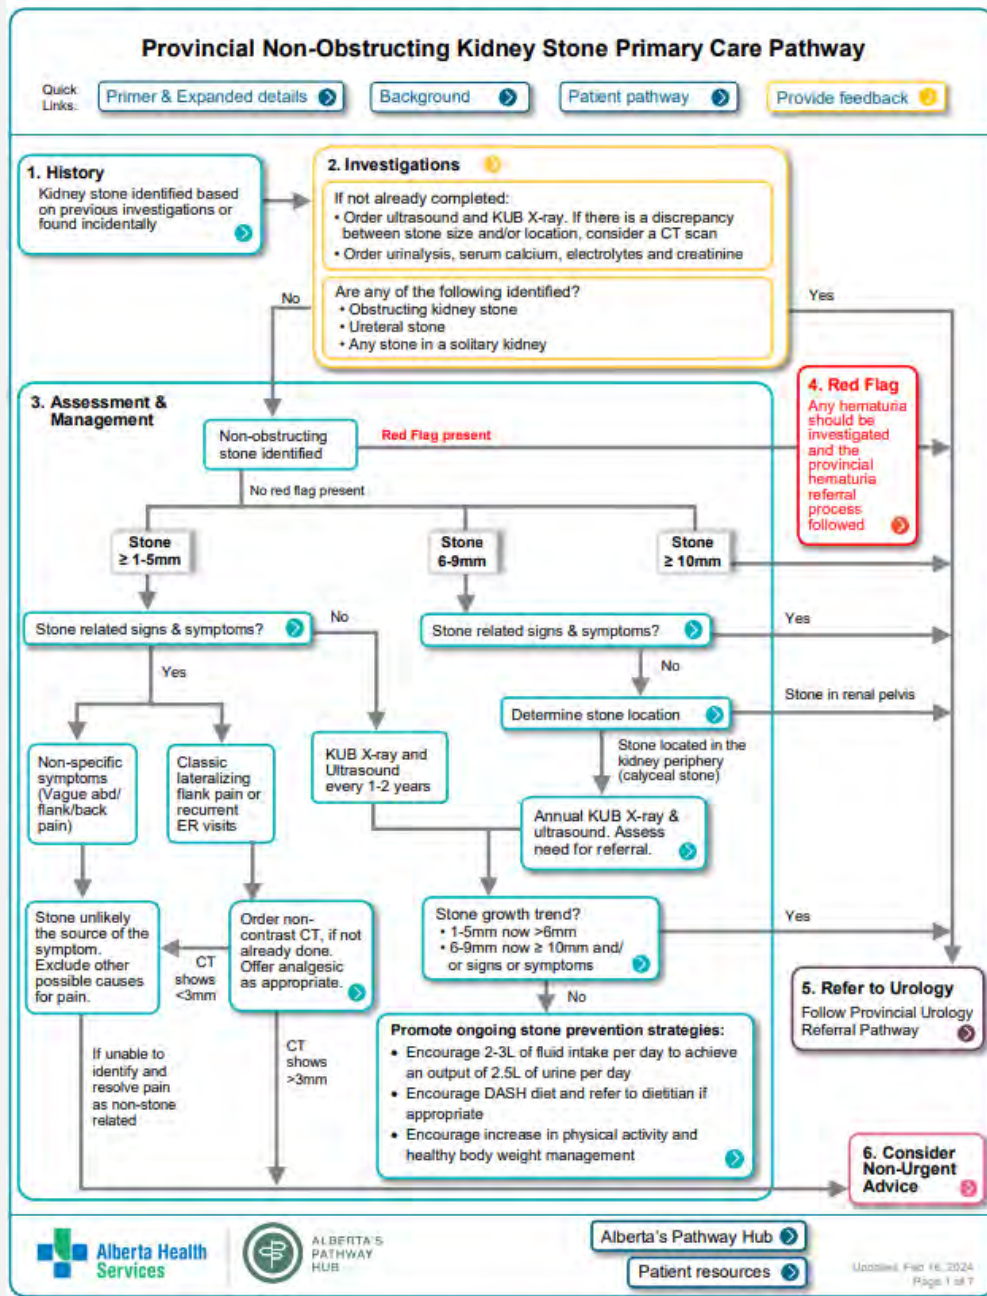 Provincial Non-Obstructing Kidney Stone Primary Care Pathway
Quick
Links:
Primer & Expanded details
Background
Patient pathway
Provide feedback
1. History
Kidney stone identified based
on previous investigations or
found incidentally
2. Investigations
If not already completed:
• Order ultrasound and KUB X-ray. If there is a discrepancy
between stone size and/or location, consider a CT scan
• Order urinalysis, serum calcium, electrolytes and creatinine
Are any of the following identified?
• Obstructing kidney stone
• Ureteral stone
• Any stone in a solitary kidney
No
Yes
3. Assessment &
Management
Non-obstructing
stone identified
Red Flag present
4. Red Flag
Any hematuria
should be
investigated
and the
provincial
hematuria
referral
process
followed
No red flag present
Stone
≥ 1-5mm
Stone
6-9mm
Stone
≥ 10mm
Stone related signs & symptoms?
No
Stone related signs & symptoms?
Yes
Yes
No
Determine stone location
Stone in renal pelvis
Non-specific
symptoms
(Vague abd/
flank/back
pain)
Classic
lateralizing
flank pain or
recurrent
ER visits
KUB X-ray and
Ultrasound
every 1-2 years
Stone located in the
kidney periphery
(calyceal stone)
Annual KUB X-ray &
ultrasound. Assess
need for referral.
Stone unlikely
the source of the
symptom.
Exclude other
possible causes
for pain.
CT
shows
<3mm
Order non-
contrast CT, if not
already done.
Offer analgesic
as appropriate.
Stone growth trend?
• 1-5mm now >6mm
• 6-9mm now ≥ 10mm and/
or signs or symptoms
Yes
No
5. Refer to Urology
Follow Provincial Urology
Referral Pathway
If unable to
identify and
resolve pain
as non-stone
related
CT
shows
>3mm
Promote ongoing stone prevention strategies:
• Encourage 2-3L of fluid intake per day to achieve
an output of 2.5L of urine per day
• Encourage DASH diet and refer to dietitian if
appropriate
• Encourage increase in physical activity and
healthy body weight management
6. Consider
Non-Urgent
Advice
Alberta Health
Services
ALBERTA'S
PATHWAY
HUB
Alberta's Pathway Hub
Patient resources
Updated: Feb 16, 2024
Page 1 of 7